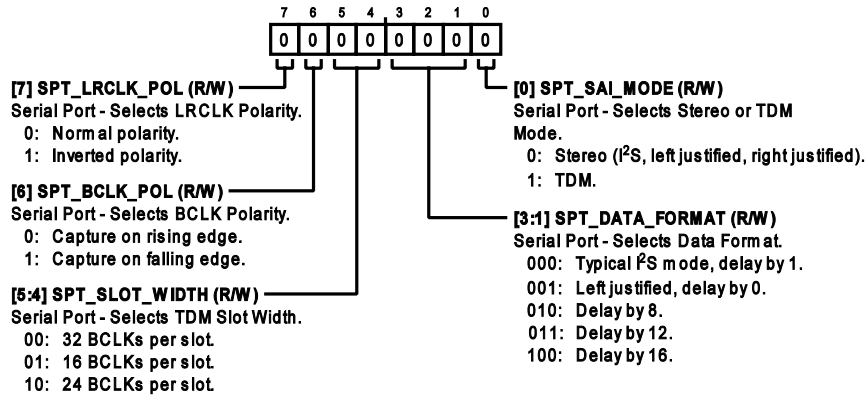 7 6 5 4 3 2 1 0
0 0 0 0 0 0 0 0
[7] SPT_LRCLK_POL (R/W)
Serial Port - Selects LRCLK Polarity.
0: Normal polarity.
1: Inverted polarity.
[6] SPT_BCLK_POL (R/W)
Serial Port - Selects BCLK Polarity.
0: Capture on rising edge.
1: Capture on falling edge.
[5:4] SPT_SLOT_WIDTH (R/W)
Serial Port - Selects TDM Slot Width.
00: 32 BCLKs per slot.
01: 16 BCLKs per slot.
10: 24 BCLKs per slot.
[0] SPT_SAI_MODE (R/W)
Serial Port - Selects Stereo or TDM
Mode.
0: Stereo (I²S, left justified, right justified).
1: TDM.
[3:1] SPT_DATA_FORMAT (R/W)
Serial Port - Selects Data Format.
000: Typical I²S mode, delay by 1.
001: Left justified, delay by 0.
010: Delay by 8.
011: Delay by 12.
100: Delay by 16.